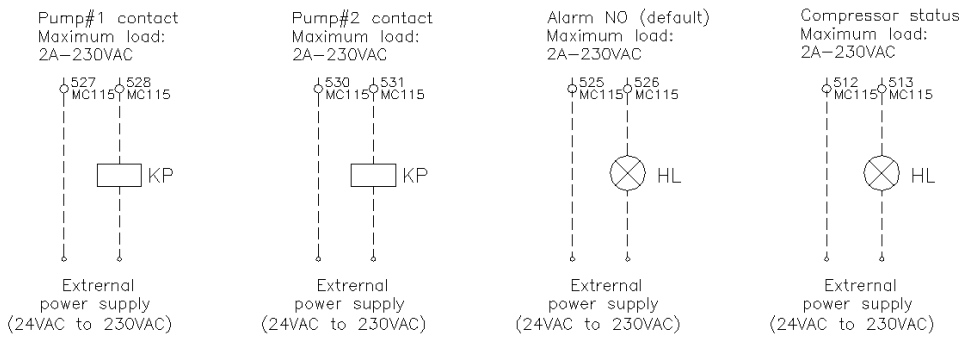 Pump#1 contact
Maximum load:
2A-230VAC
527 528
MC115 MC115
KP
Extrernal
power supply
(24VAC to 230VAC)
Pump#2 contact
Maximum load:
2A-230VAC
530 531
MC115 MC115
KP
Extrernal
power supply
(24VAC to 230VAC)
Alarm NO (default)
Maximum load:
2A-230VAC
525 526
MC115 MC115
HL
Extrernal
power supply
(24VAC to 230VAC)
Compressor status
Maximum load:
2A-230VAC
512 513
MC115 MC115
HL
Extrernal
power supply
(24VAC to 230VAC)